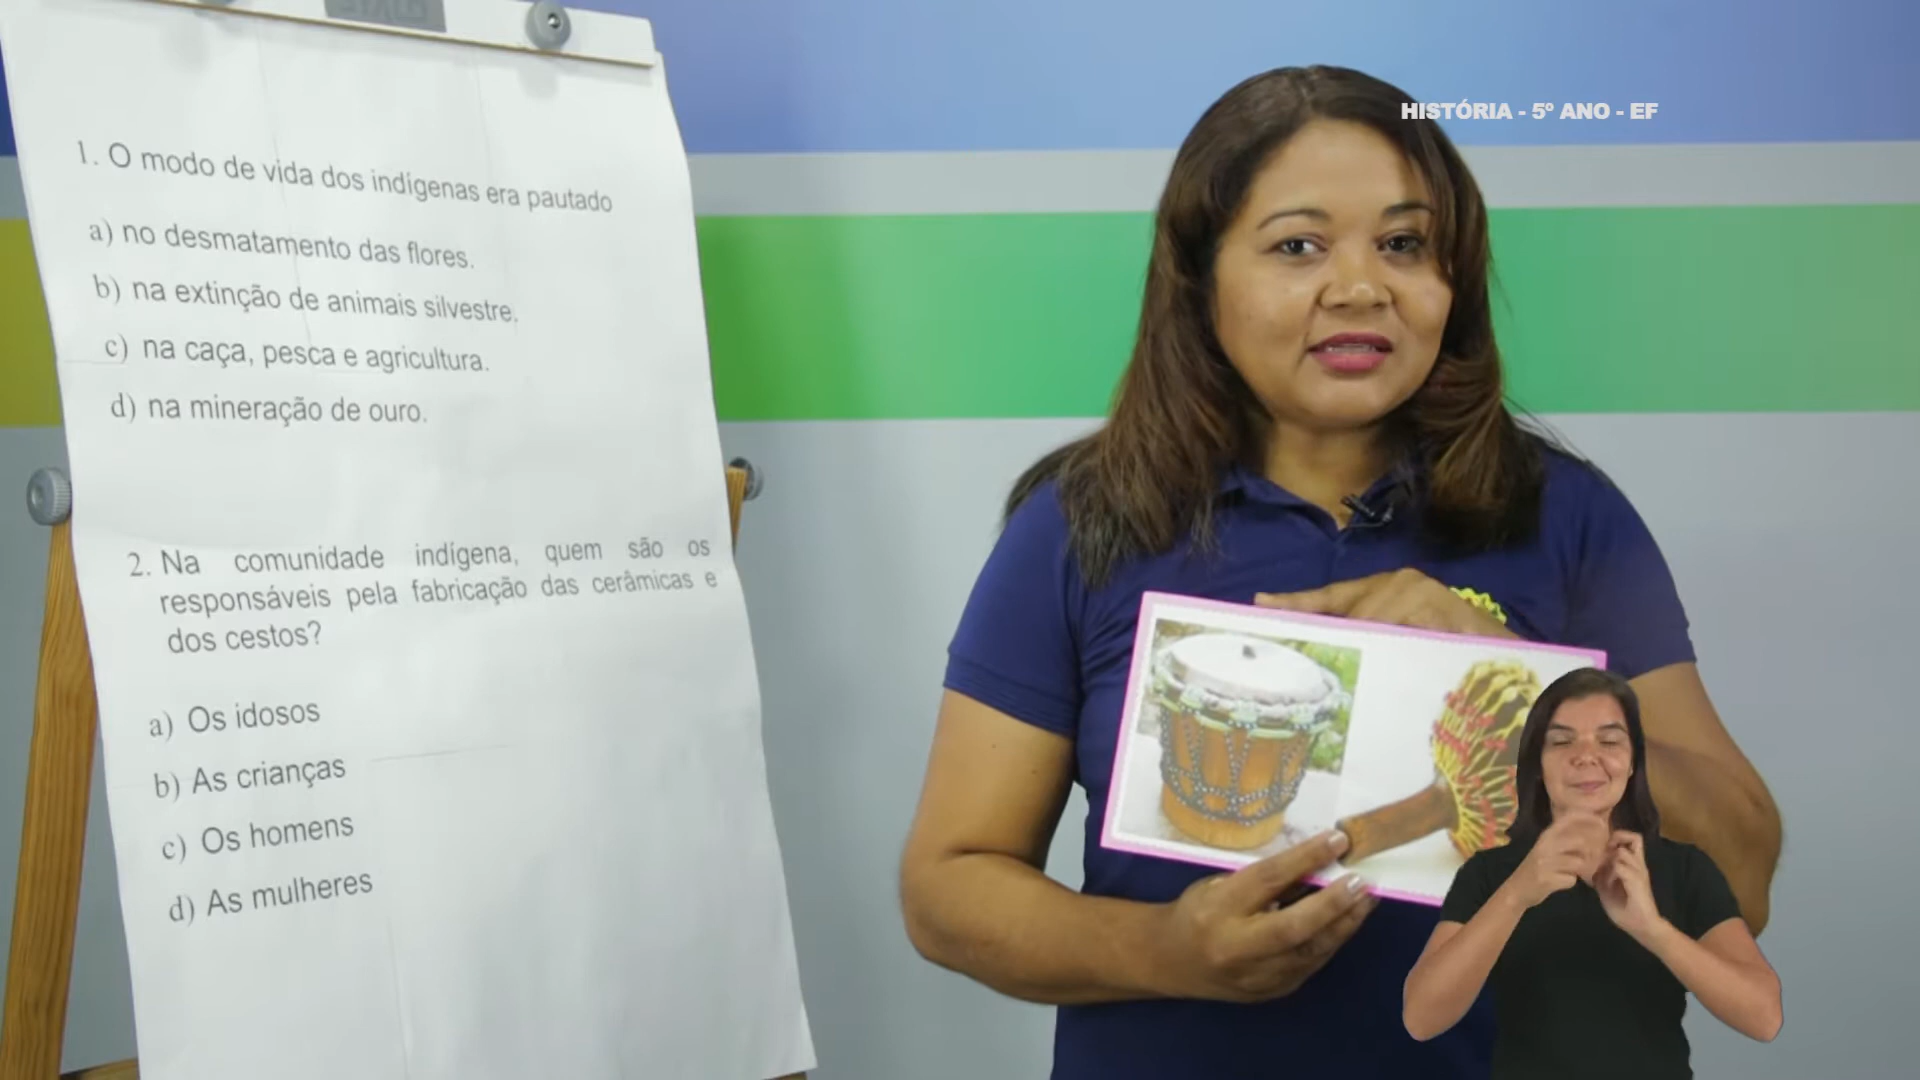 HISTÓRIA - 5º ANO - EF
1. O modo de vida dos indígenas era pautado
a) no desmatamento das flores.
b) na extinção de animais silvestre.
c) na caça, pesca e agricultura.
d) na mineração de ouro.
2. Na comunidade indígena, quem são os
responsáveis pela fabricação das cerâmicas e
dos cestos?
a) Os idosos
b) As crianças
c) Os homens
d) As mulheres